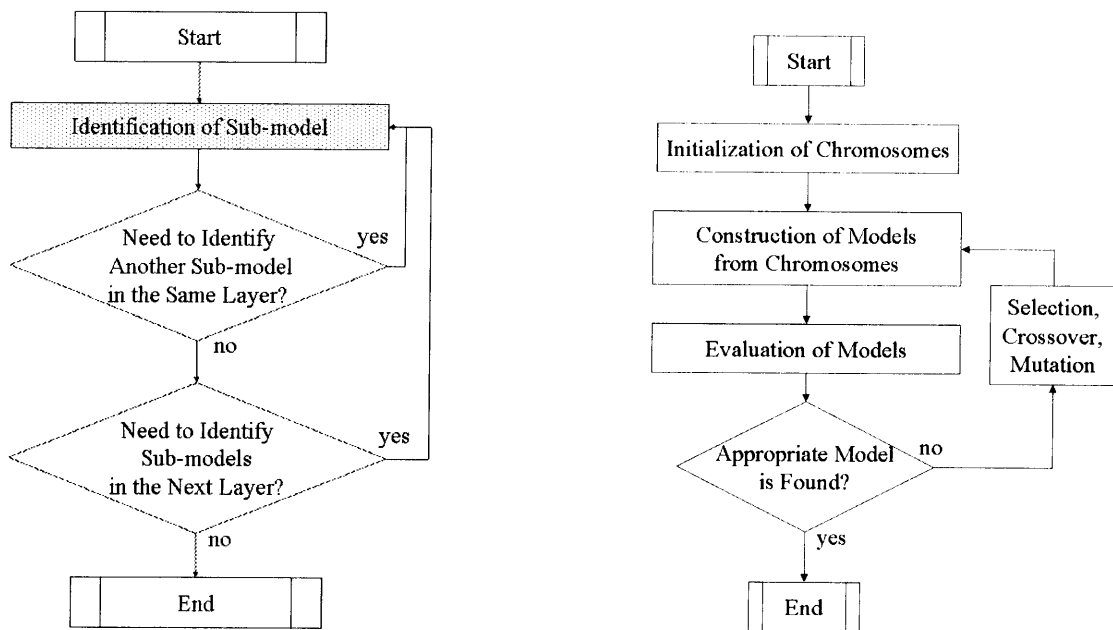 Start
Identification of Sub-model
Need to Identify
Another Sub-model
in the Same Layer?
yes
no
Need to Identify
Sub-models
in the Next Layer?
yes
no
End
Start
Initialization of Chromosomes
Construction of Models
from Chromosomes
Evaluation of Models
Selection,
Crossover,
Mutation
Appropriate Model
is Found?
no
yes
End